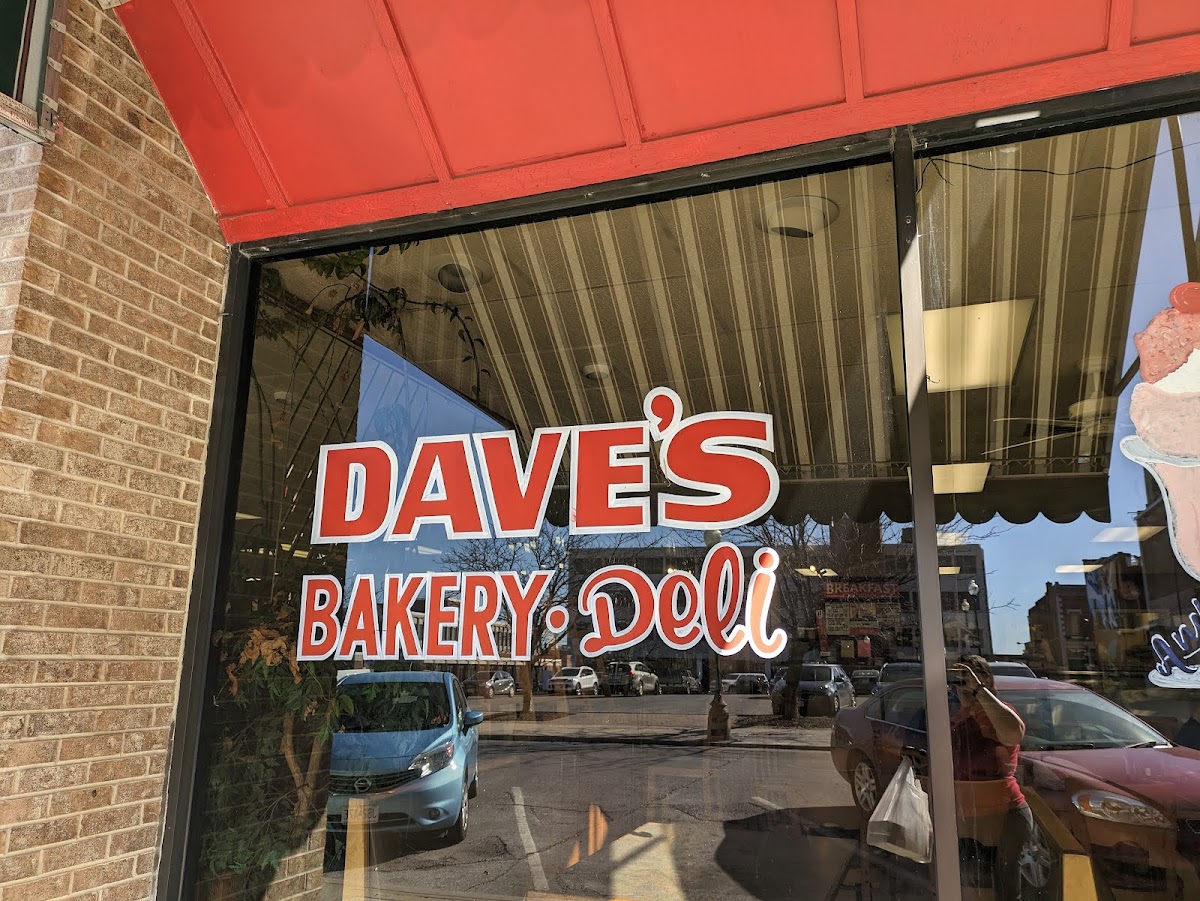 DAVE'S
BAKERY · Deli
BREAKFAST